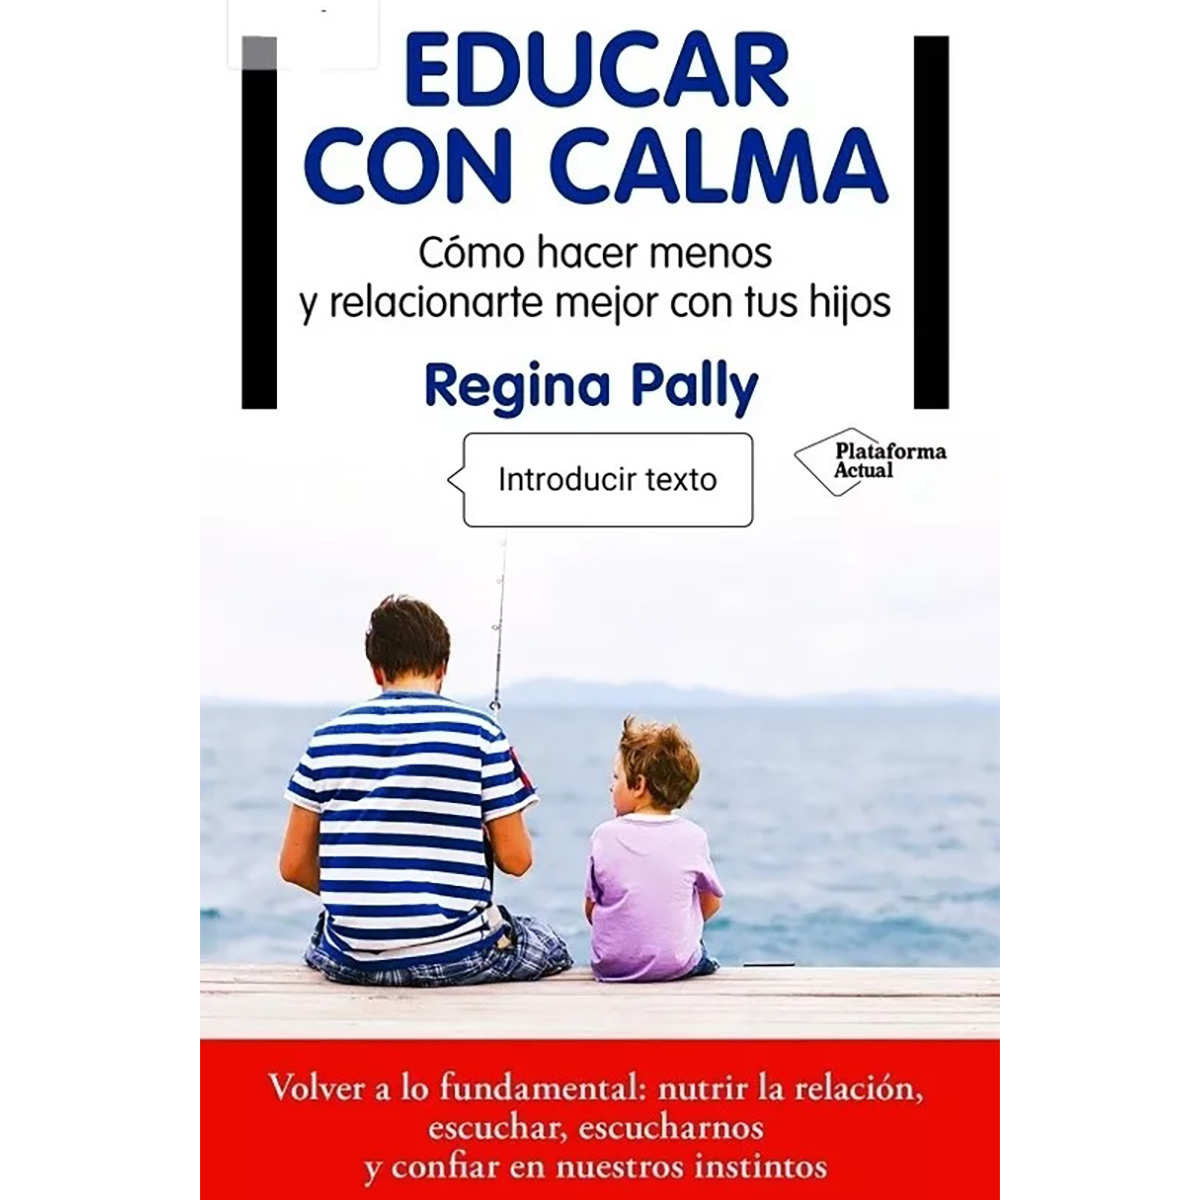 EDUCAR
CON CALMA
Cómo hacer menos
y relacionarte mejor con tus hijos
Regina Pally
Introducir texto
Plataforma
Actual
Volver a lo fundamental: nutrir la relación,
escuchar, escucharnos
y confiar en nuestros instintos